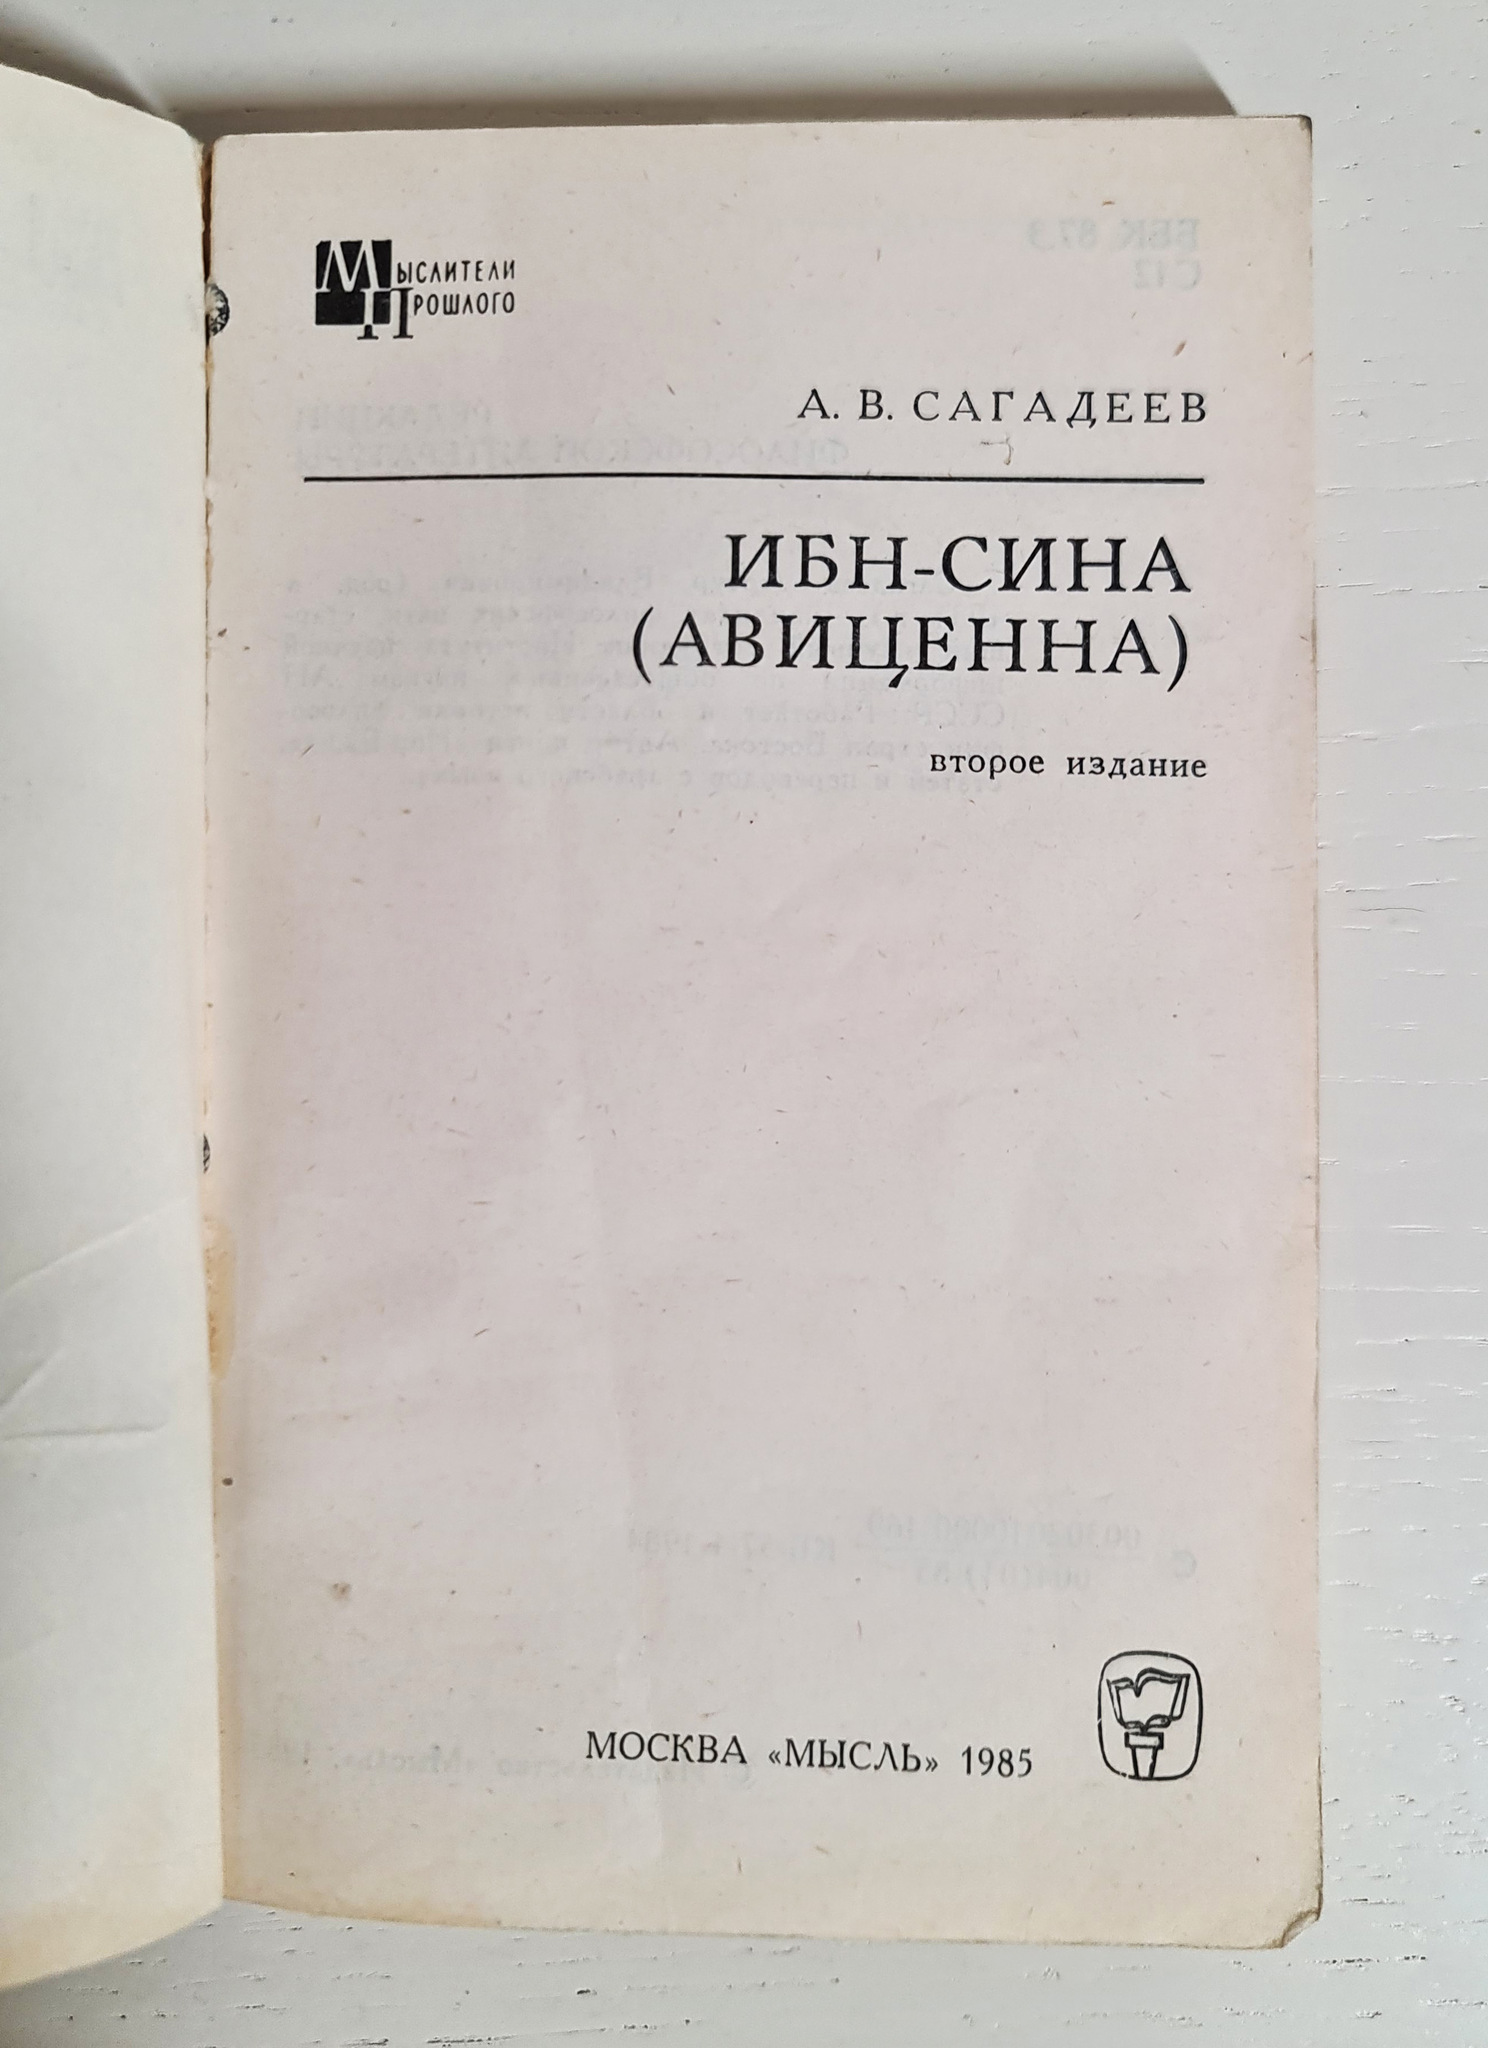 МЫСЛИТЕЛИ
ПРОШЛОГО
А. В. САГАДЕЕВ
ИБН-СИНА
(АВИЦЕННА)
второе издание
МОСКВА «МЫСЛЬ» 1985